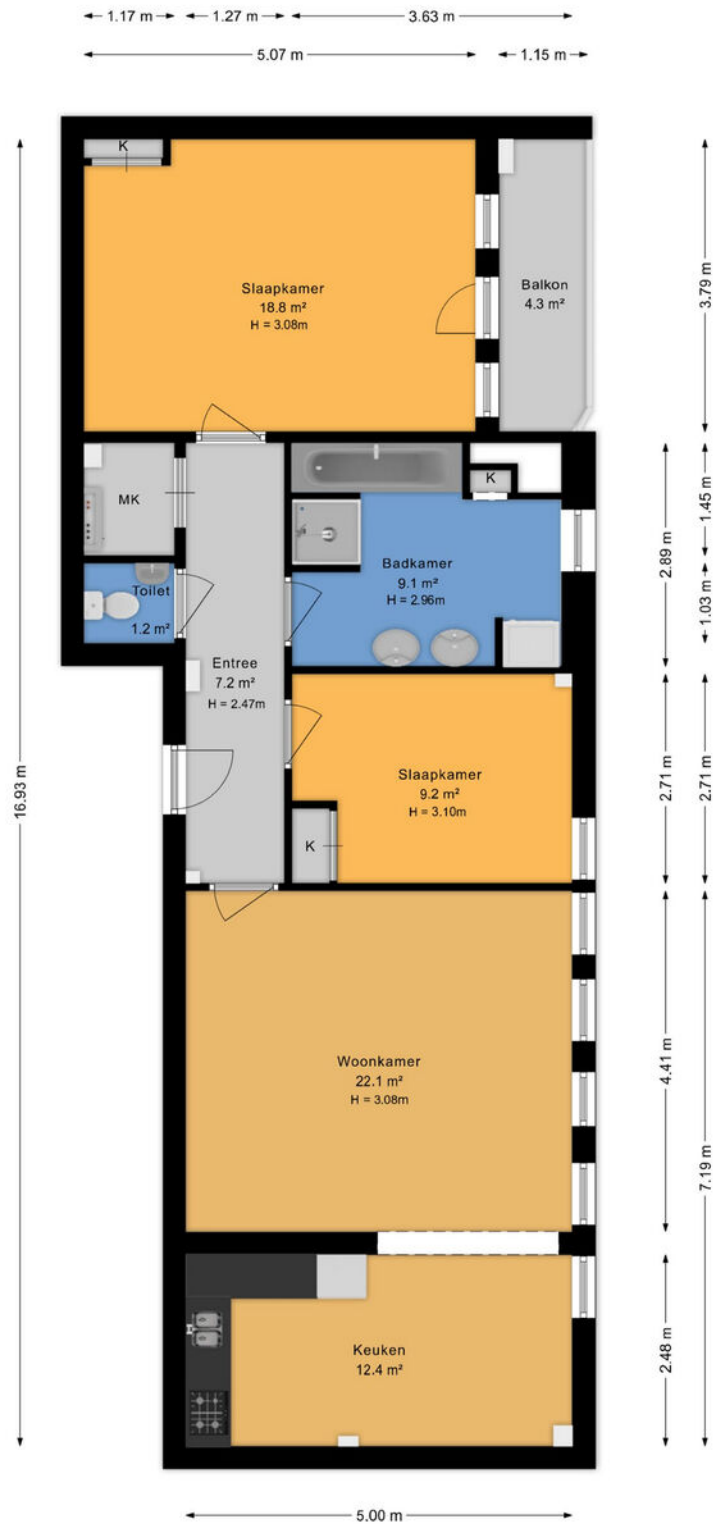 1.17 m
1.27 m
3.63 m
5.07 m
1.15 m
K
Slaapkamer
18.8 m²
H = 3.08m
Balkon
4.3 m²
3.79 m
MK
K
Badkamer
9.1 m²
H = 2.96m
Toilet
1.2 m²
2.89 m
1.45 m
1.03 m
Entree
7.2 m²
H = 2.47m
Slaapkamer
9.2 m²
H = 3.10m
K
2.71 m
2.71 m
16.93 m
Woonkamer
22.1 m²
H = 3.08m
4.41 m
7.19 m
Keuken
12.4 m²
2.48 m
5.00 m